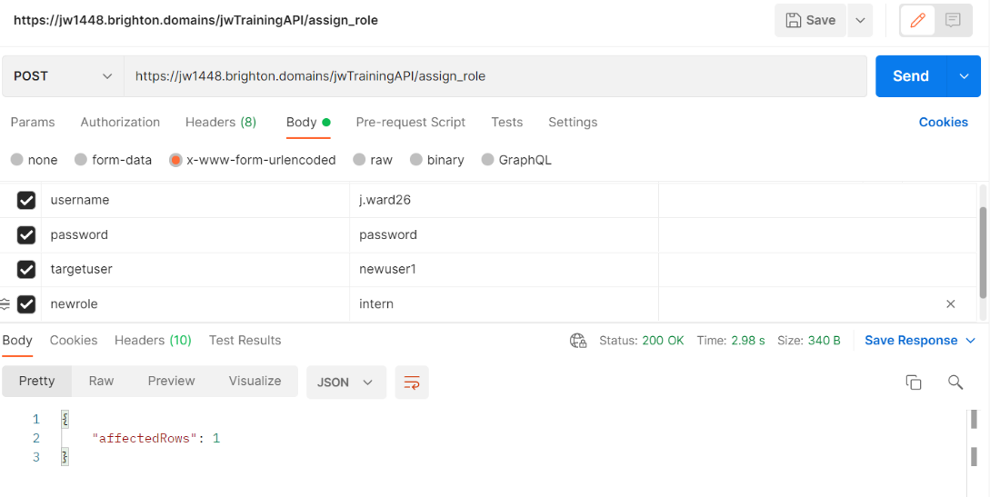 https://jw1448.brighton.domains/jwTrainingAPI/assign_role
Save
POST
https://jw1448.brighton.domains/jwTrainingAPI/assign_role
Send
Params Authorization Headers (8) Body Pre-request Script Tests Settings Cookies
none form-data x-www-form-urlencoded raw binary GraphQL
username j.ward26
password password
targetuser newuser1
newrole intern
Body Cookies Headers (10) Test Results Status: 200 OK Time: 2.98 s Size: 340 B Save Response
Pretty Raw Preview Visualize JSON
1 {
2 "affectedRows": 1
3 }